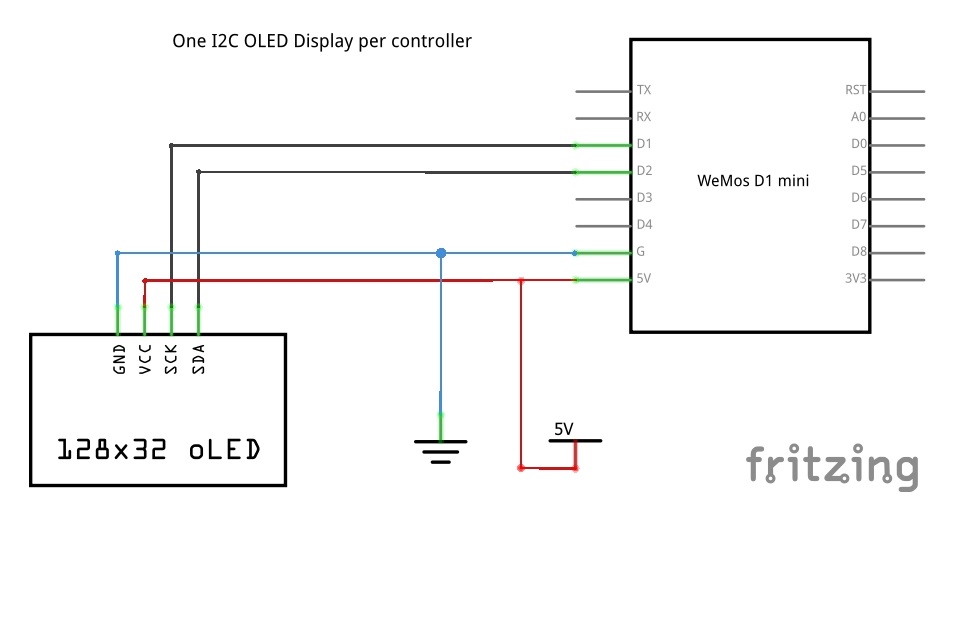 One I2C OLED Display per controller
TX
RX
D1
D2
D3
D4
G
5V
WeMos D1 mini
RST
A0
D0
D5
D6
D7
D8
3V3
GND
VCC
SCK
SDA
128x32 oLED
5V
fritzing